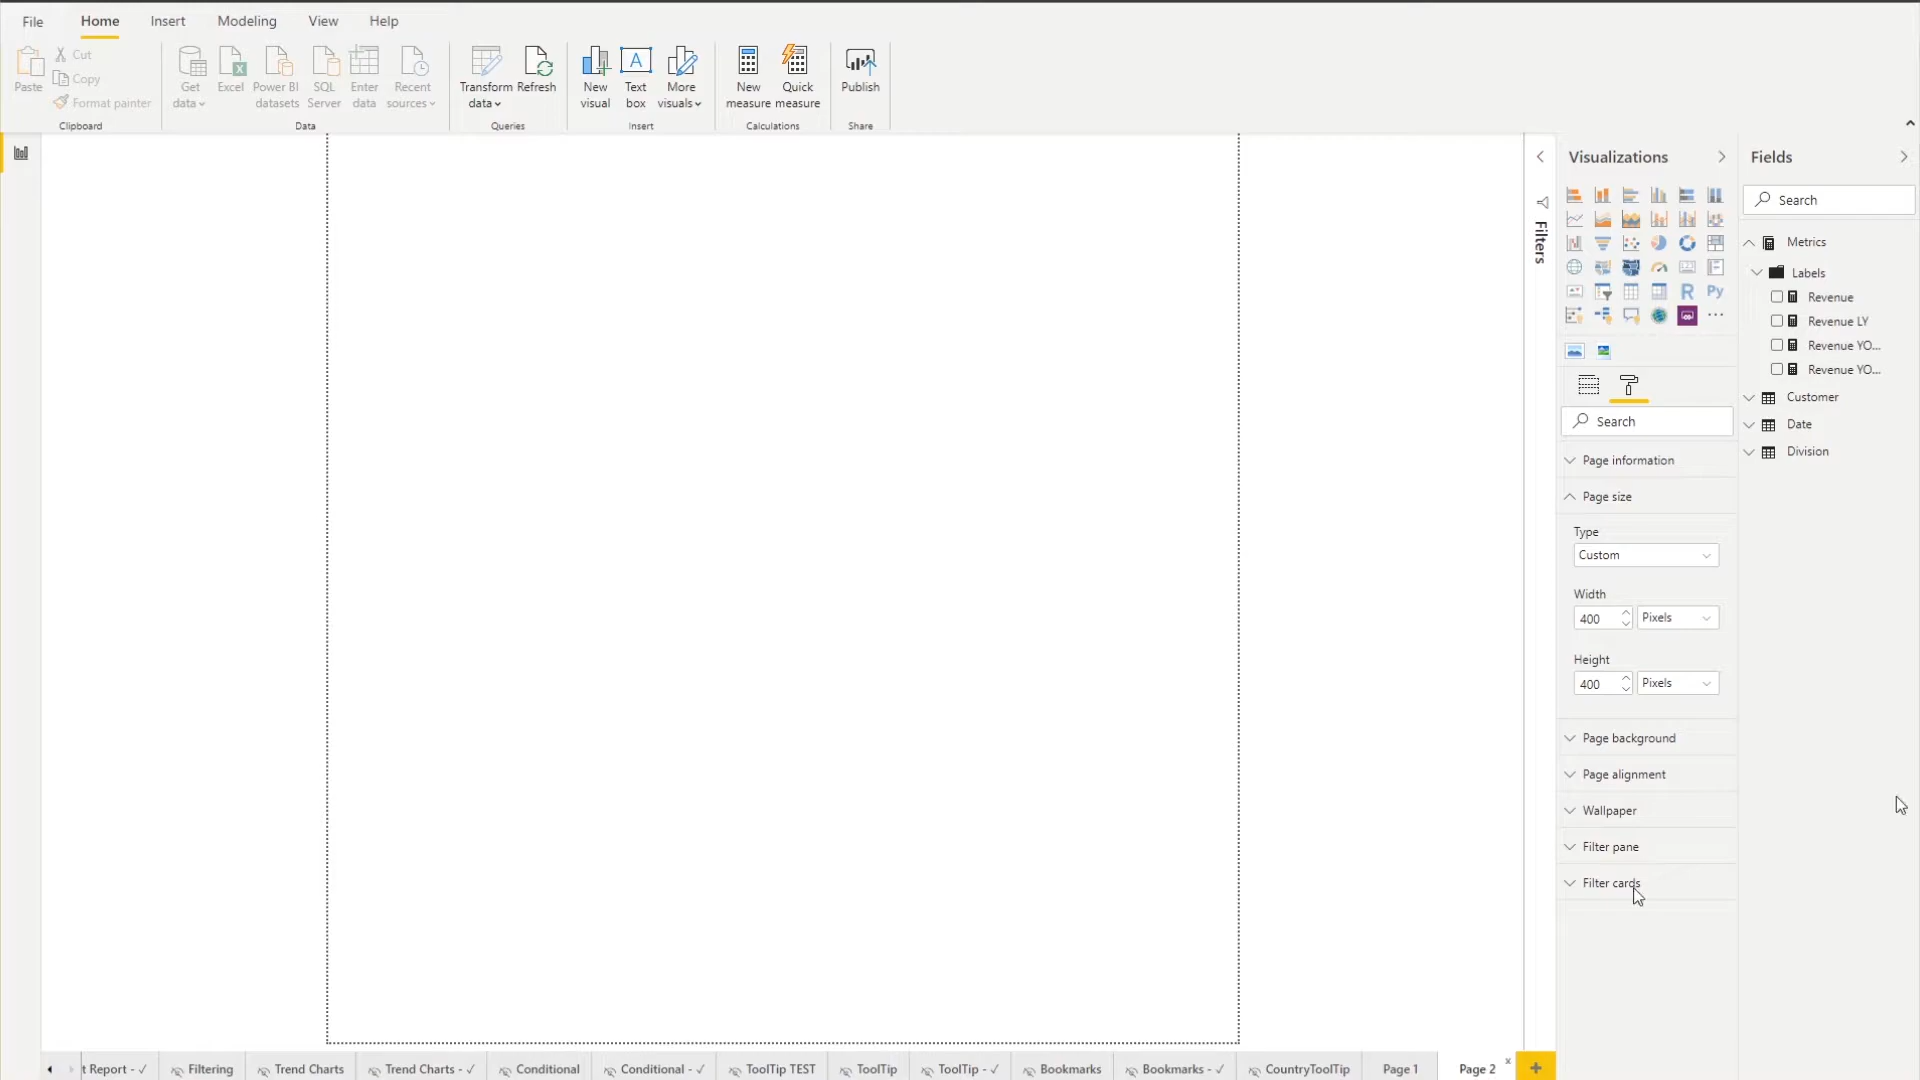 File Home Insert Modeling View Help
Paste
Cut
Copy
Format painter
Clipboard
Get data
Excel
Power BI datasets
SQL Server
Enter data
Recent sources
Data
Transform data
Refresh
Queries
New visual
A
Text box
More visuals
Insert
New measure
Quick measure
Calculations
Publish
Share
Filters
Visualizations
R
Py
Search
Page information
Page size
Type
Custom
Width
400 Pixels
Height
400 Pixels
Page background
Page alignment
Wallpaper
Filter pane
Filter cards
Fields
Search
Metrics
Labels
Revenue
Revenue LY
Revenue YO...
Revenue YO...
Customer
Date
Division
t Report - ✓ Filtering Trend Charts Trend Charts - ✓ Conditional Conditional - ✓ ToolTip TEST ToolTip ToolTip - ✓ Bookmarks Bookmarks - ✓ CountryToolTip Page 1 Page 2 x +